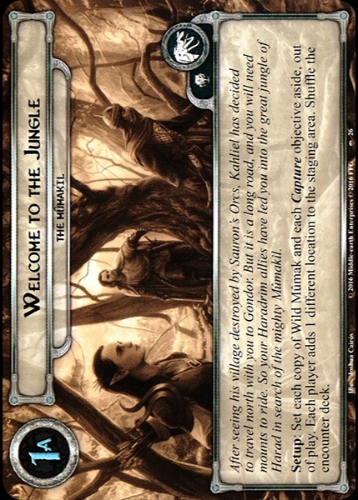 1A
WELCOME TO THE JUNGLE
THE MÛMAKIL
After seeing his village destroyed by Sauron's Orcs, Kahliel has decided
to travel north with you to Gondor. But it is a long road, and you will need
mounts to ride. So your Haradrim allies have led you into the great jungle of
Harad in search of the mighty Mûmakil.
Setup: Set each copy of Wild Mûmak and each Capture objective aside, out
of play. Each player adds 1 different location to the staging area. Shuffle the
encounter deck.
Illus. Joshua Cairós © 2016 Middle-earth Enterprises © 2016 FFG 26